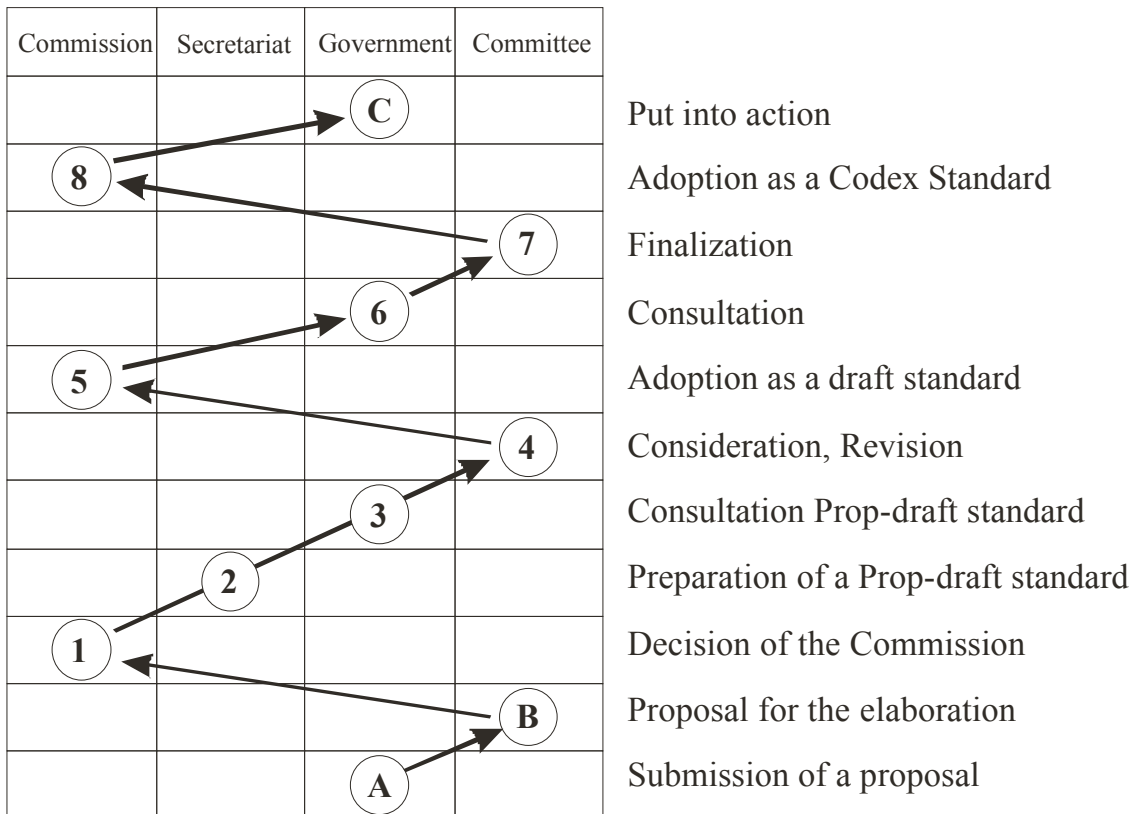 Commission Secretariat Government Committee
C Put into action
8 Adoption as a Codex Standard
7 Finalization
6 Consultation
5 Adoption as a draft standard
4 Consideration, Revision
3 Consultation Prop-draft standard
2 Preparation of a Prop-draft standard
1 Decision of the Commission
B Proposal for the elaboration
A Submission of a proposal